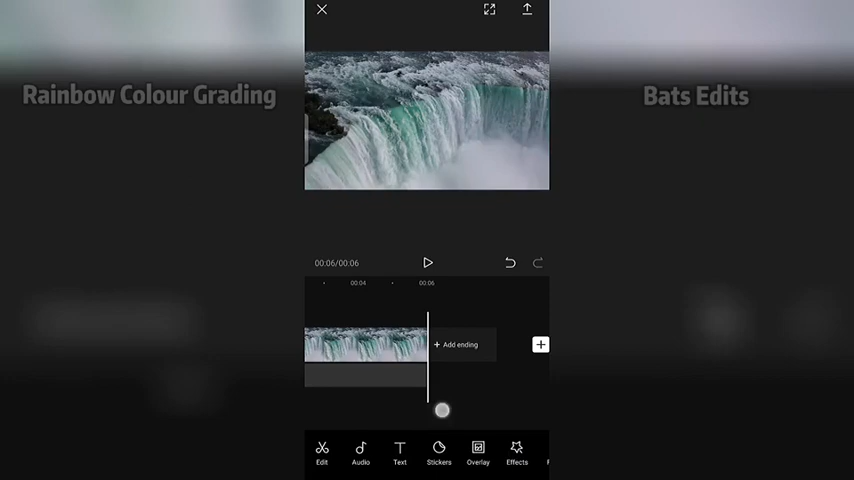 Rainbow Colour Grading
Bats Edits
00:06/00:06
00:04
00:06
+ Add ending
Edit
Audio
Text
Stickers
Overlay
Effects